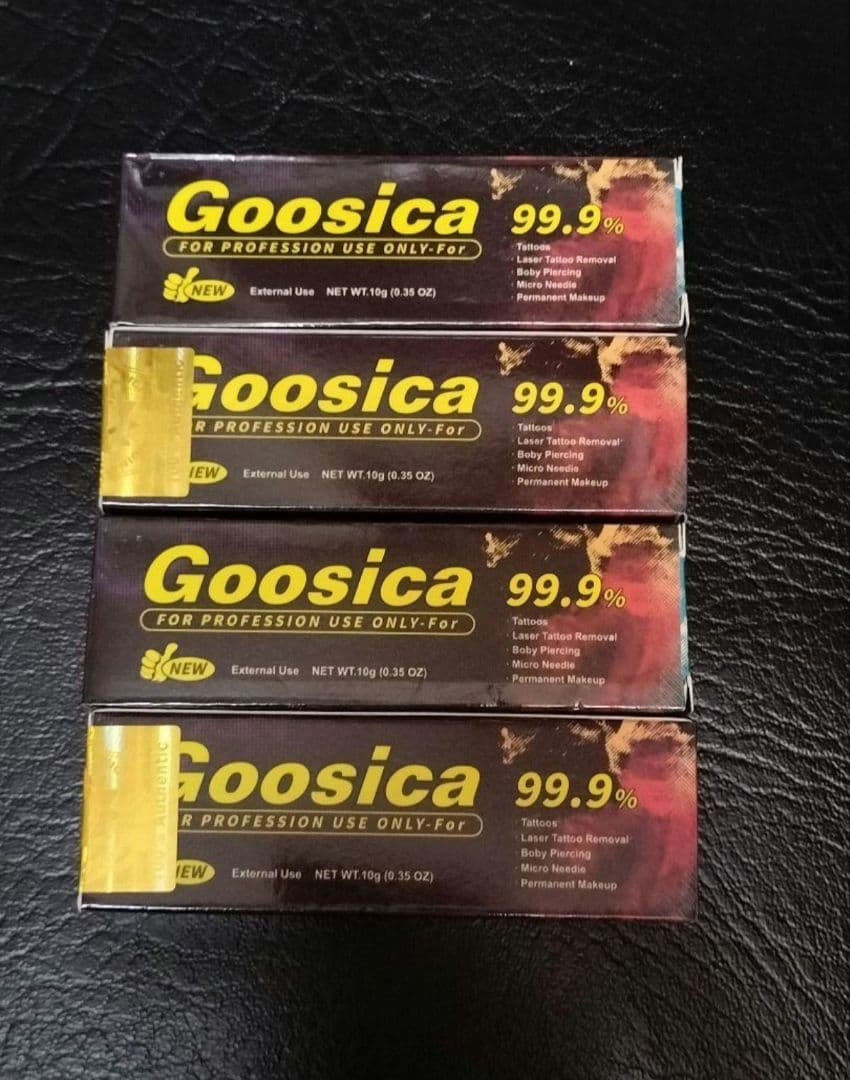 Goosica
FOR PROFESSION USE ONLY-For
NEW
External Use NET WT.10g (0.35 OZ)
99.9%
Tattoos
· Laser Tattoo Removal
· Boby Piercing
· Micro Needle
· Permanent Makeup
Goosica
R PROFESSION USE ONLY-For
EW
External Use NET WT.10g (0.35 OZ)
99.9%
Tattoos
· Laser Tattoo Removal
· Boby Piercing
· Micro Needle
· Permanent Makeup
Goosica
FOR PROFESSION USE ONLY-For
NEW
External Use NET WT.10g (0.35 OZ)
99.9%
Tattoos
· Laser Tattoo Removal
· Boby Piercing
· Micro Needle
· Permanent Makeup
Authentic
Goosica
R PROFESSION USE ONLY-For
EW
External Use NET WT.10g (0.35 OZ)
99.9%
Tattoos
· Laser Tattoo Removal
· Boby Piercing
· Micro Needle
· Permanent Makeup